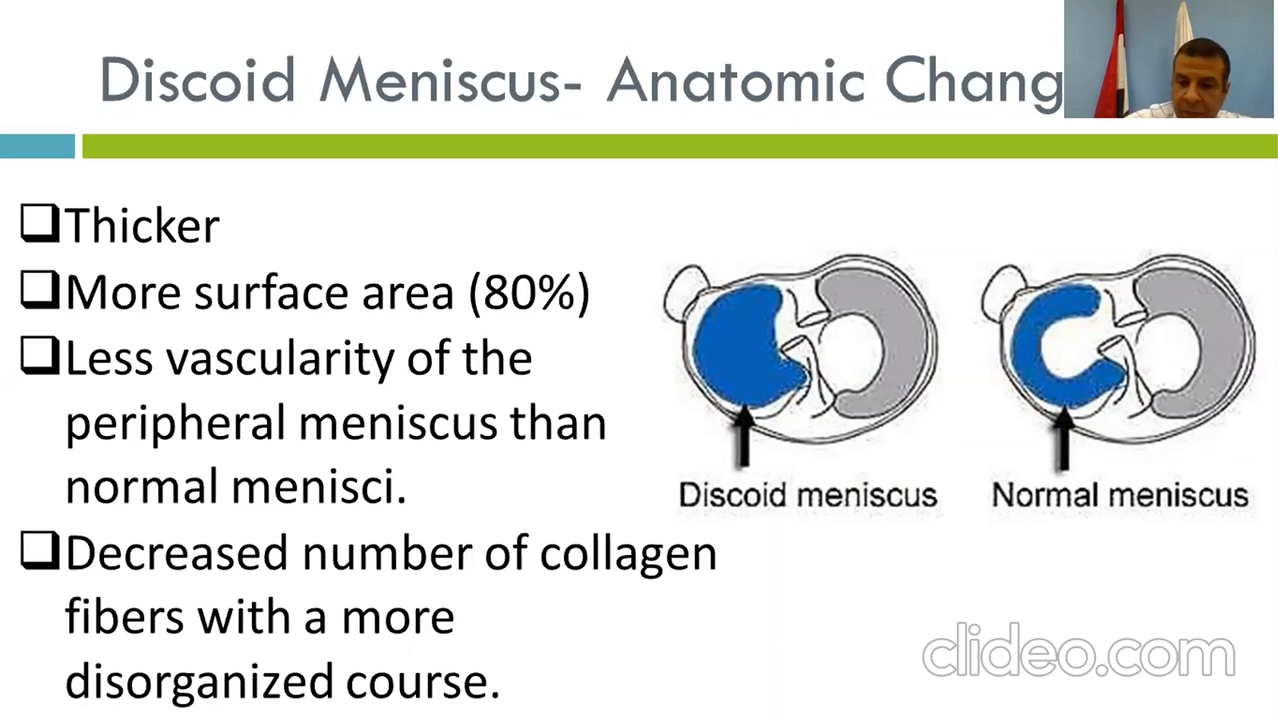 Discoid Meniscus- Anatomic Chang
Thicker
More surface area (80%)
Less vascularity of the
peripheral meniscus than
normal menisci.
Decreased number of collagen
fibers with a more
disorganized course.
Discoid meniscus
Normal meniscus
clideo.com